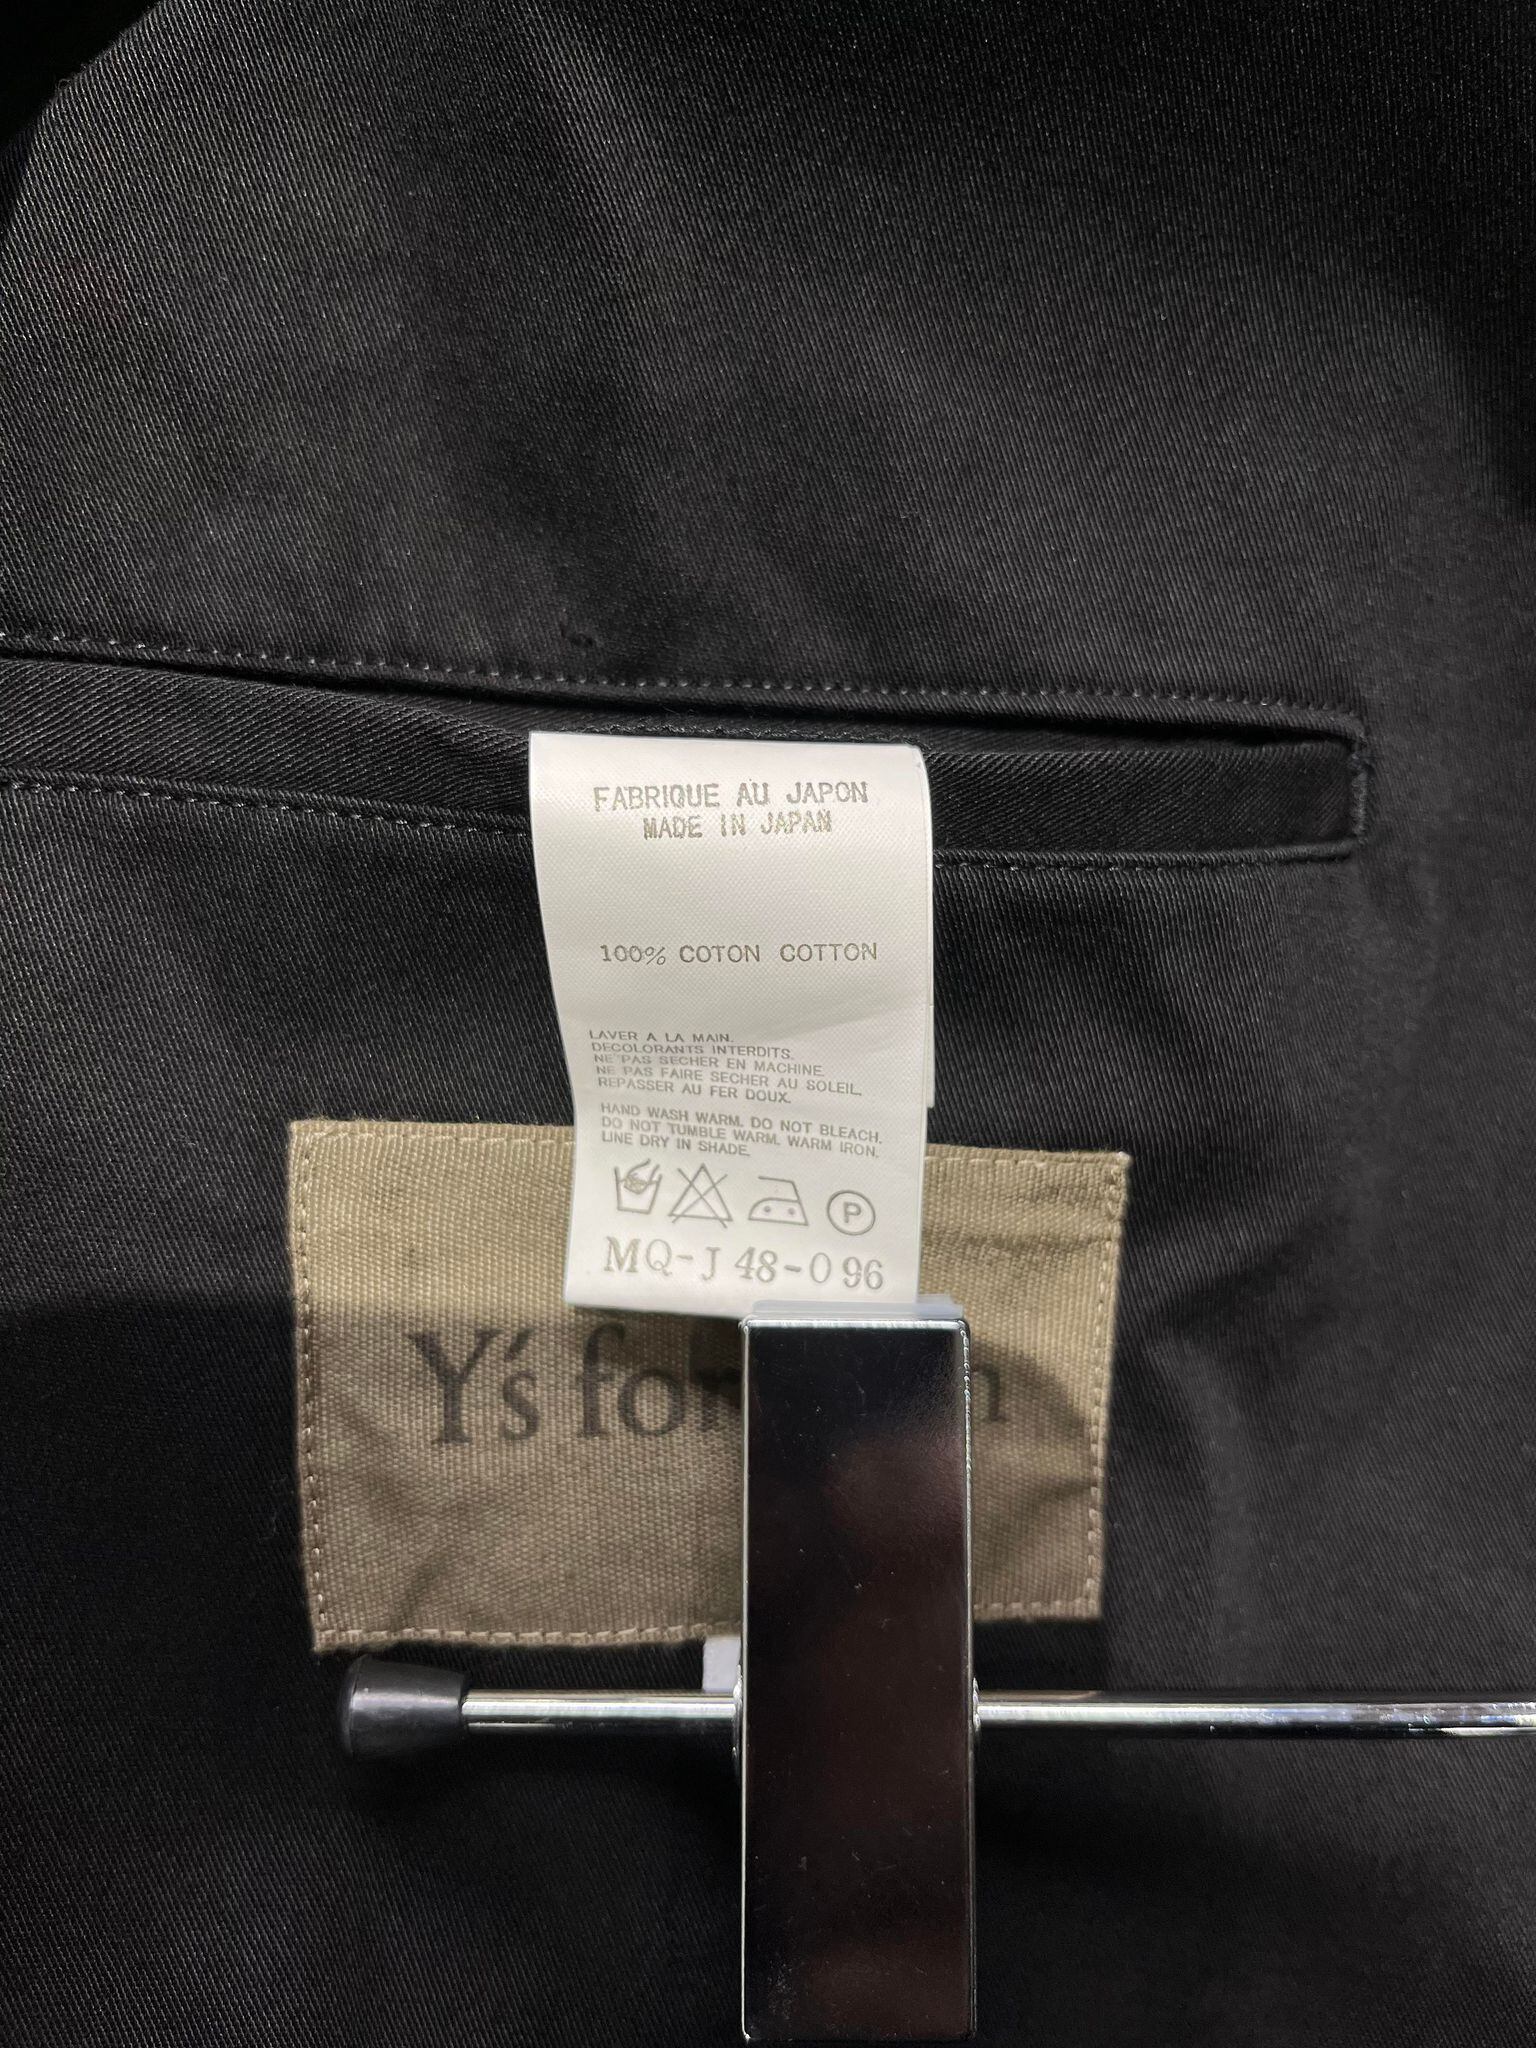 FABRIQUE AU JAPON
MADE IN JAPAN
100% COTON COTTON
LAVER A LA MAIN.
DECOLORANTS INTERDITS.
NE PAS SECHER EN MACHINE.
NE PAS FAIRE SECHER AU SOLEIL.
REPASSER AU FER DOUX.
HAND WASH WARM. DO NOT BLEACH.
DO NOT TUMBLE WARM. WARM IRON.
LINE DRY IN SHADE.
P
MQ-J48-096
Y's for